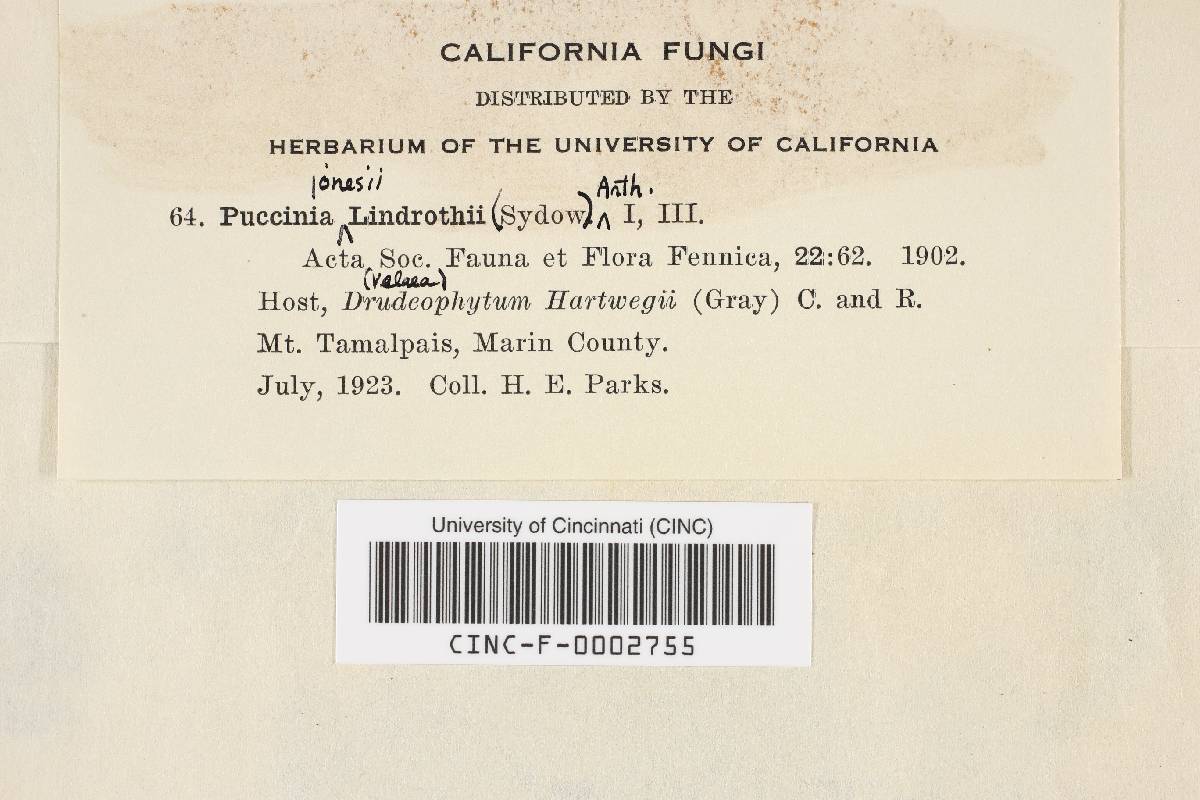 CALIFORNIA FUNGI
DISTRIBUTED BY THE
HERBARIUM OF THE UNIVERSITY OF CALIFORNIA
jonesii Arth.
64. Puccinia Lindrothii (Sydow) I, III.
Acta Soc. Fauna et Flora Fennica, 22:62. 1902.
(Velaea)
Host, Drudeophytum Hartwegii (Gray) C. and R.
Mt. Tamalpais, Marin County.
July, 1923. Coll. H. E. Parks.
University of Cincinnati (CINC)
CINC-F-0002755